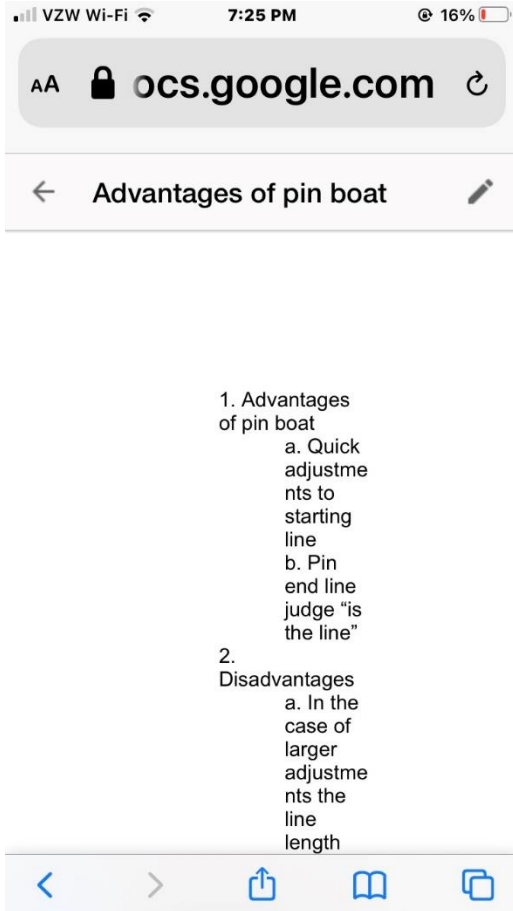 VZW Wi-Fi 7:25 PM 16%
AA ocs.google.com
Advantages of pin boat
1. Advantages
of pin boat
a. Quick
adjustme
nts to
starting
line
b. Pin
end line
judge “is
the line”
2.
Disadvantages
a. In the
case of
larger
adjustme
nts the
line
length